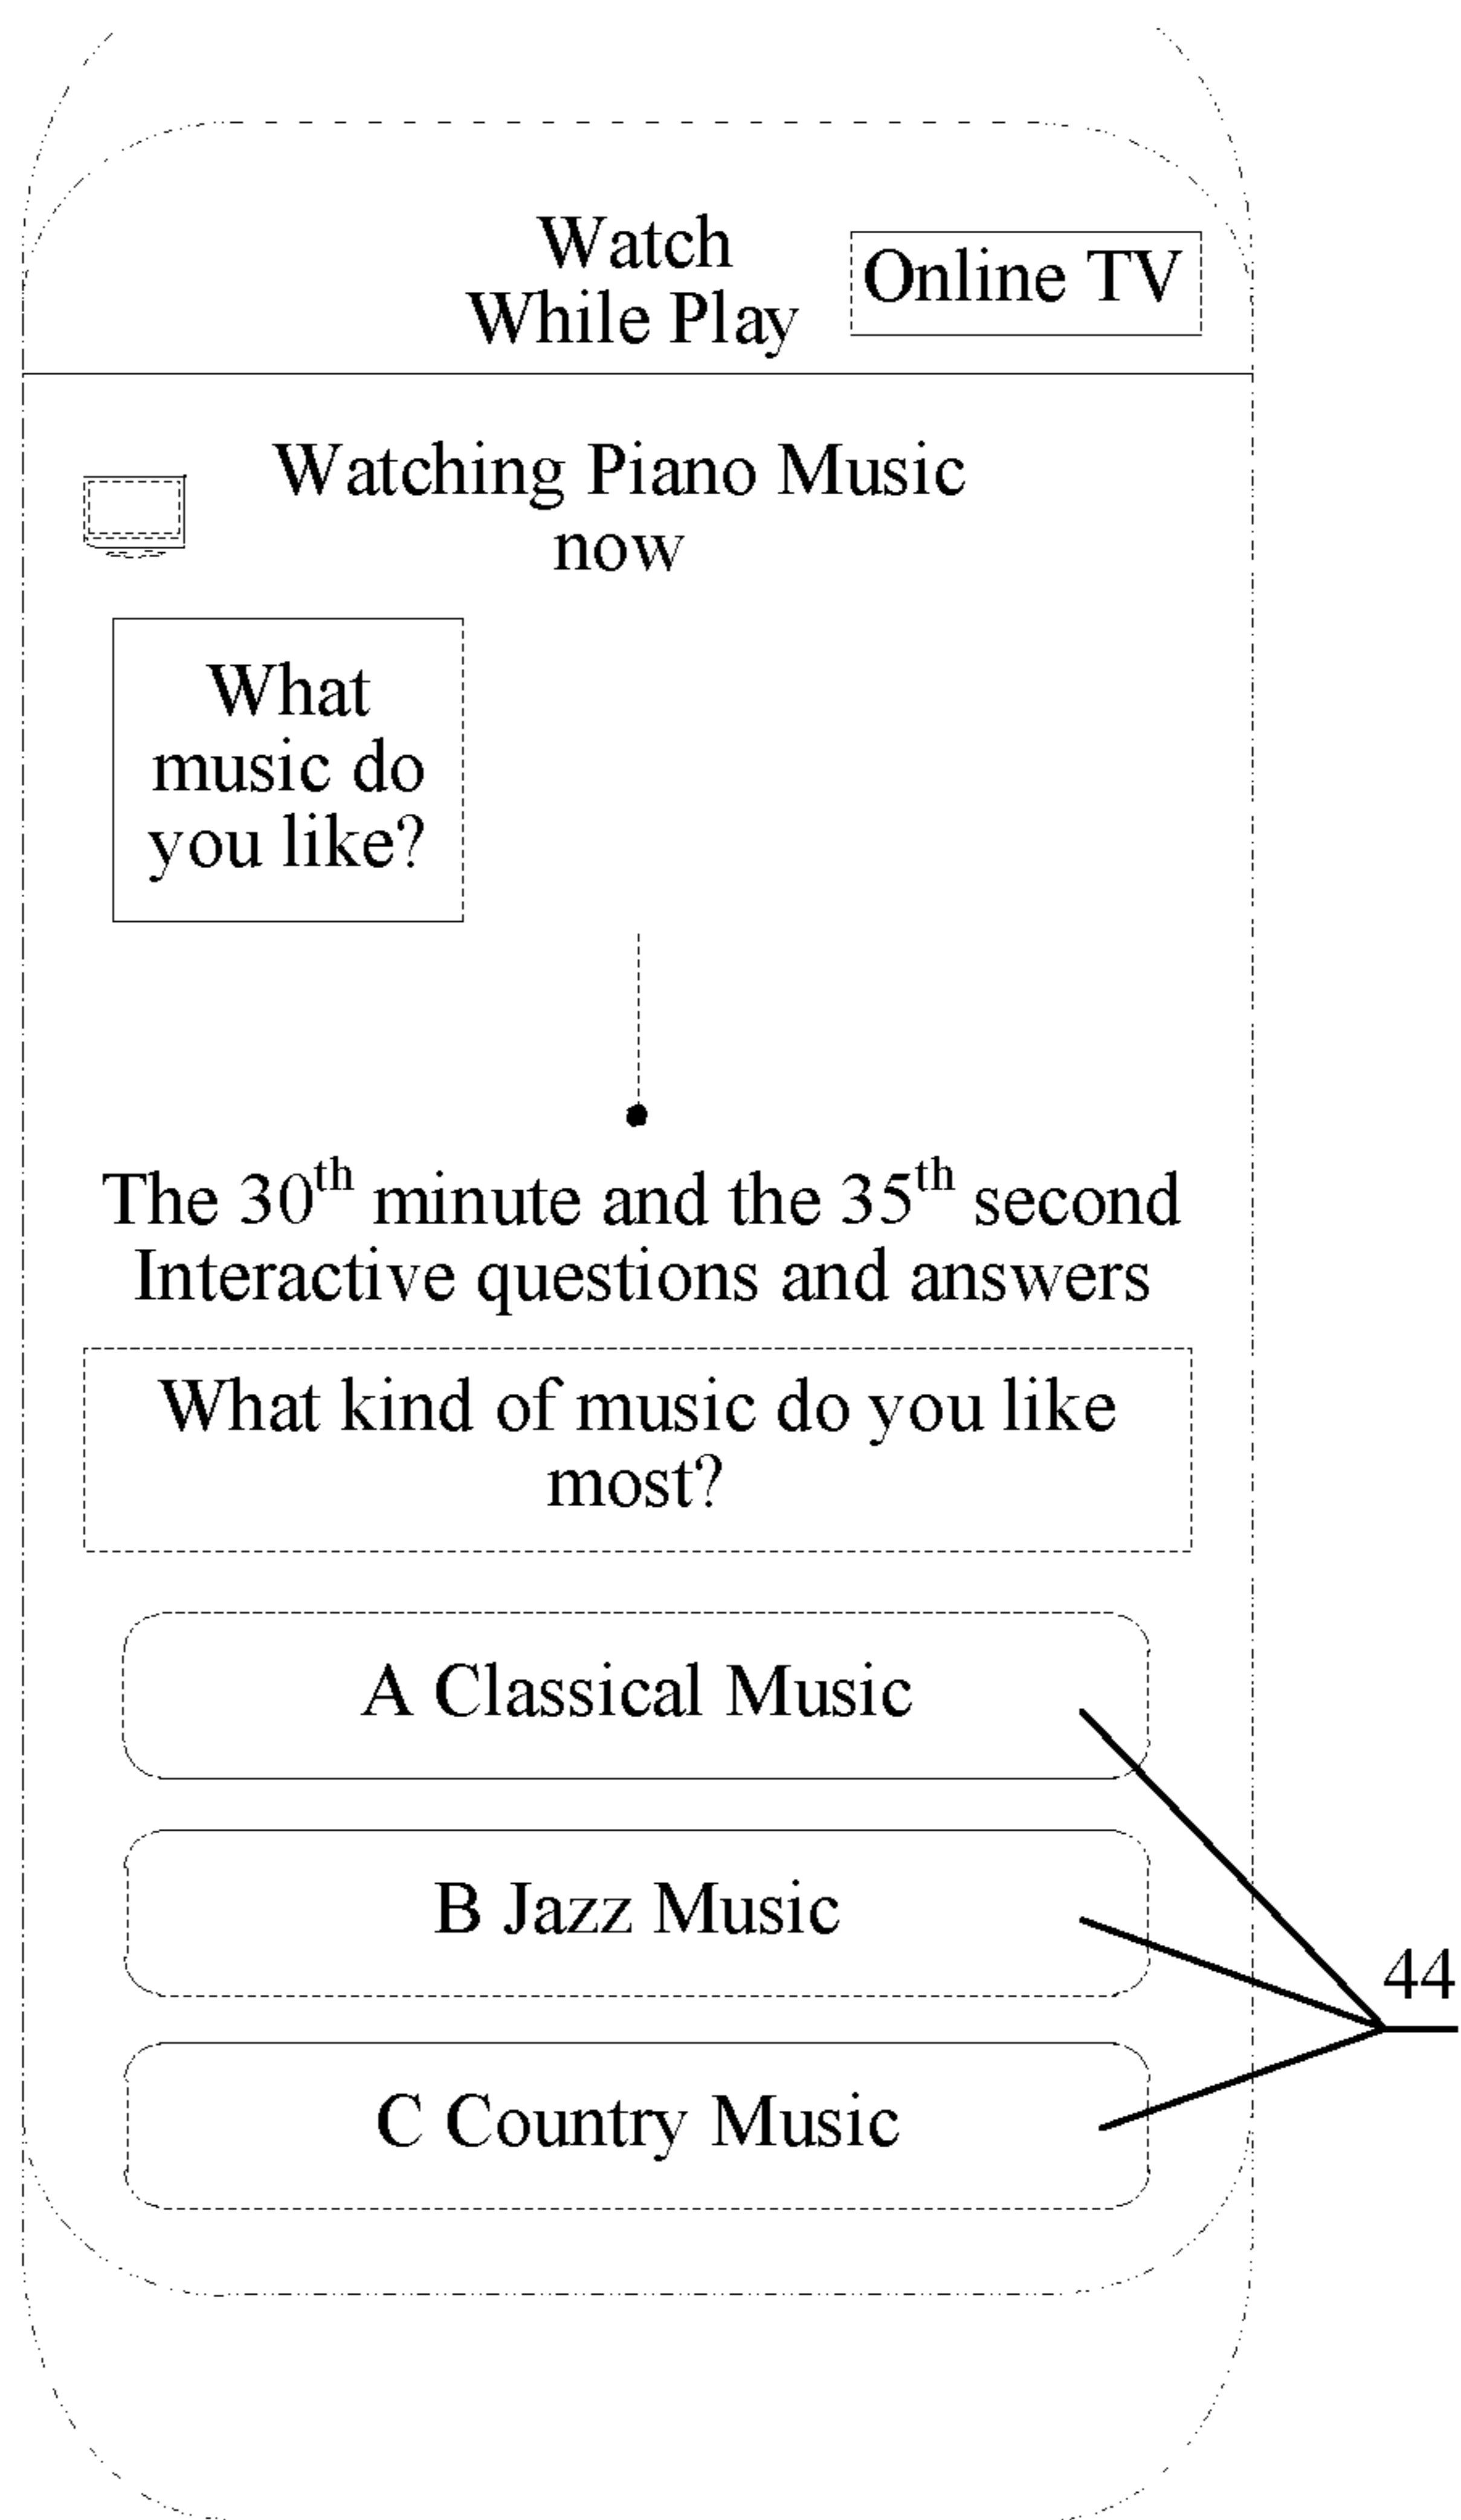 Watch
While Play
Online TV
Watching Piano Music
now
What
music do
you like?
The 30th minute and the 35th second
Interactive questions and answers
What kind of music do you like
most?
A Classical Music
B Jazz Music
44
C Country Music